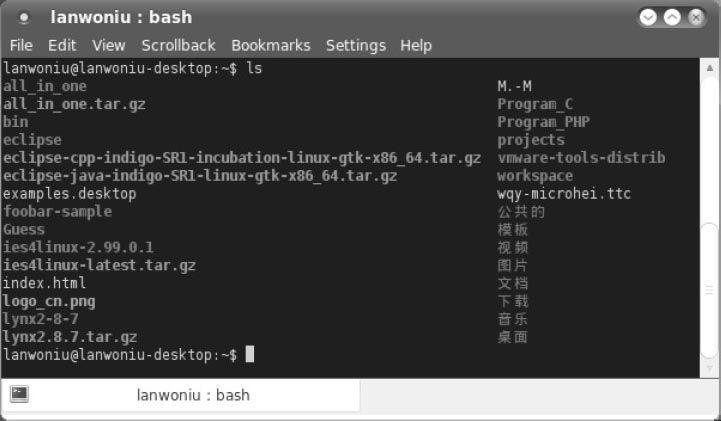 lanwoniu : bash
File Edit View Scrollback Bookmarks Settings Help
lanwoniu@lanwoniu-desktop:~$ ls
all_in_one M.-M
all_in_one.tar.gz Program_C
bin Program_PHP
eclipse projects
eclipse-cpp-indigo-SR1-incubation-linux-gtk-x86_64.tar.gz vmware-tools-distrib
eclipse-java-indigo-SR1-linux-gtk-x86_64.tar.gz workspace
examples.desktop wqy-microhei.ttc
foobar-sample 公共的
Guess 模板
ies4linux-2.99.0.1 视频
ies4linux-latest.tar.gz 图片
index.html 文档
logo_cn.png 下载
lynx2-8-7 音乐
lynx2.8.7.tar.gz 桌面
lanwoniu@lanwoniu-desktop:~$
lanwoniu : bash